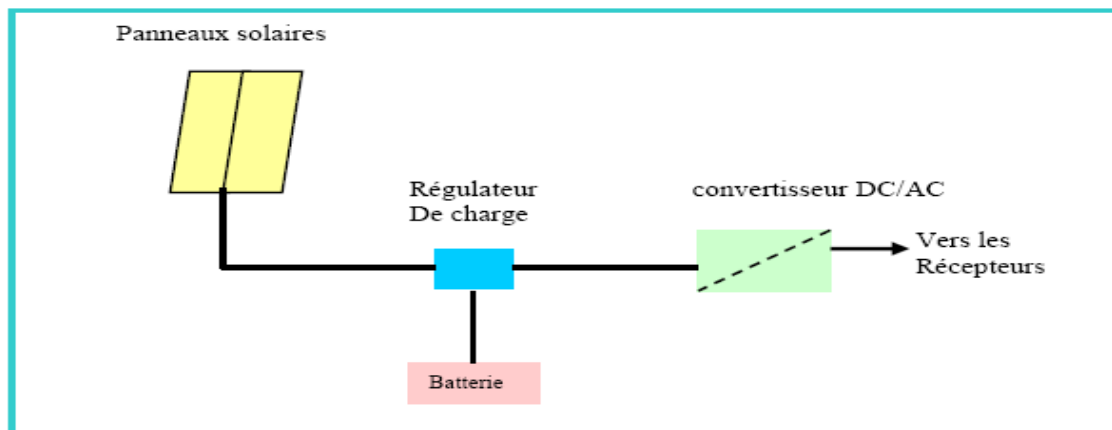 Panneaux solaires
Régulateur
De charge
convertisseur DC/AC
Vers les
Récepteurs
Batterie